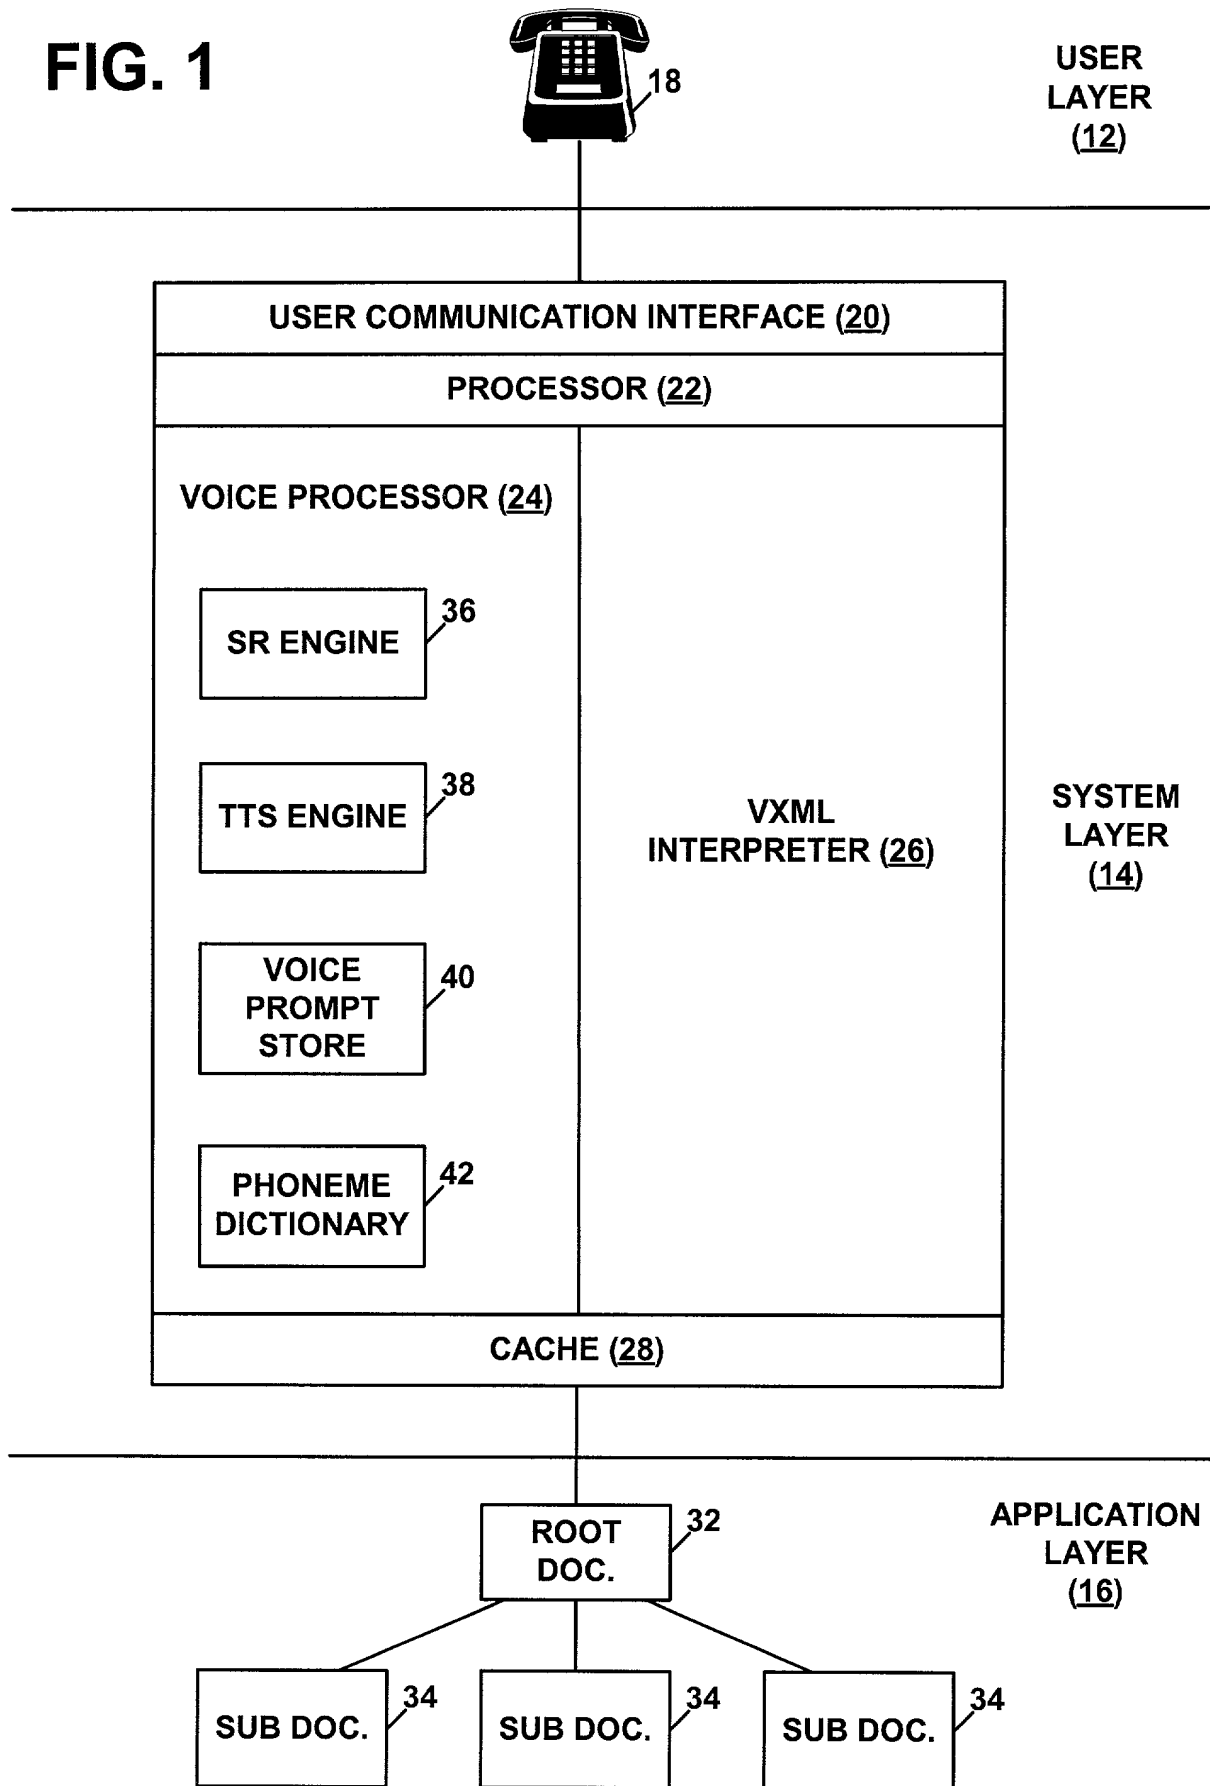 FIG. 1
18
USER
LAYER
(12)
USER COMMUNICATION INTERFACE (20)
PROCESSOR (22)
VOICE PROCESSOR (24)
SR ENGINE
36
TTS ENGINE
38
VOICE
PROMPT
STORE
40
PHONEME
DICTIONARY
42
VXML
INTERPRETER (26)
SYSTEM
LAYER
(14)
CACHE (28)
ROOT
DOC.
32
APPLICATION
LAYER
(16)
SUB DOC.
34
SUB DOC.
34
SUB DOC.
34